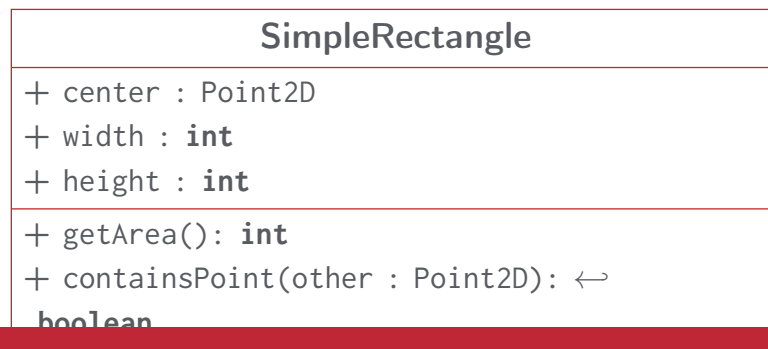 SimpleRectangle
+ center : Point2D
+ width : int
+ height : int
+ getArea(): int
+ containsPoint(other : Point2D): ↩
boolean